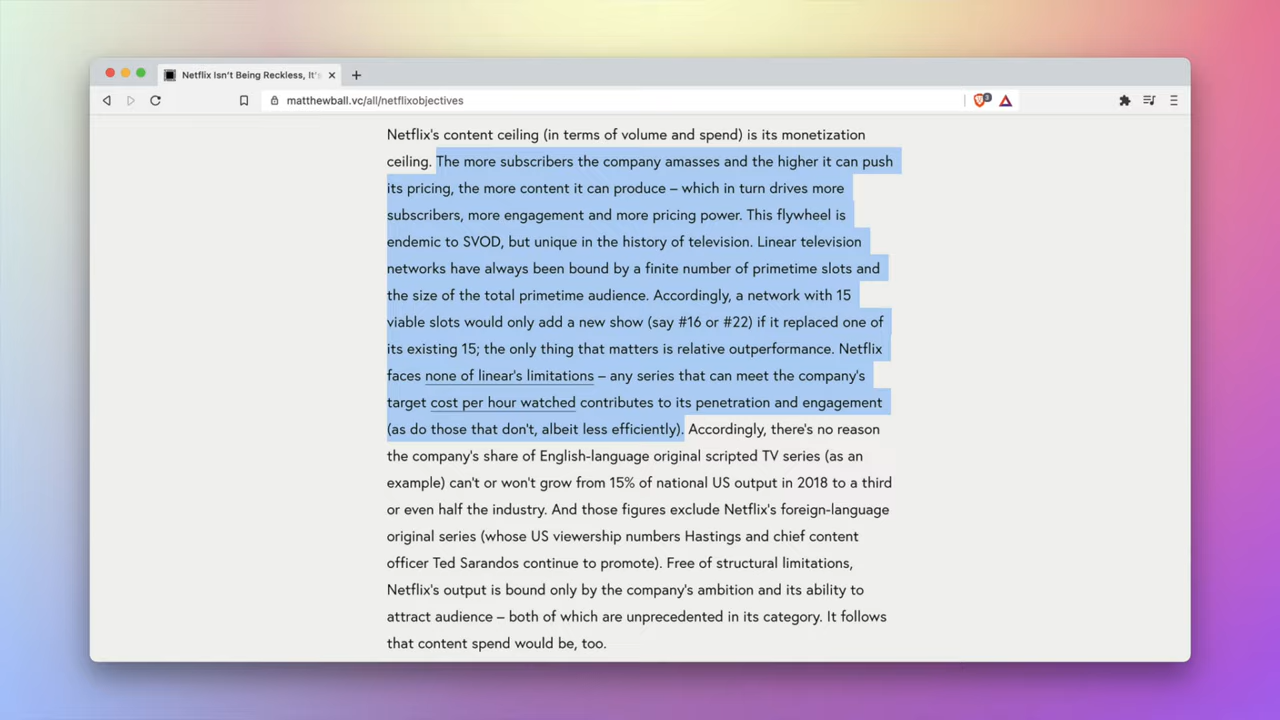 Netflix Isn't Being Reckless, It's
matthewball.vc/all/netflixobjectives
3
Netflix's content ceiling (in terms of volume and spend) is its monetization
ceiling. The more subscribers the company amasses and the higher it can push
its pricing, the more content it can produce – which in turn drives more
subscribers, more engagement and more pricing power. This flywheel is
endemic to SVOD, but unique in the history of television. Linear television
networks have always been bound by a finite number of primetime slots and
the size of the total primetime audience. Accordingly, a network with 15
viable slots would only add a new show (say #16 or #22) if it replaced one of
its existing 15; the only thing that matters is relative outperformance. Netflix
faces none of linear's limitations – any series that can meet the company's
target cost per hour watched contributes to its penetration and engagement
(as do those that don't, albeit less efficiently). Accordingly, there's no reason
the company's share of English-language original scripted TV series (as an
example) can't or won't grow from 15% of national US output in 2018 to a third
or even half the industry. And those figures exclude Netflix's foreign-language
original series (whose US viewership numbers Hastings and chief content
officer Ted Sarandos continue to promote). Free of structural limitations,
Netflix's output is bound only by the company's ambition and its ability to
attract audience – both of which are unprecedented in its category. It follows
that content spend would be, too.